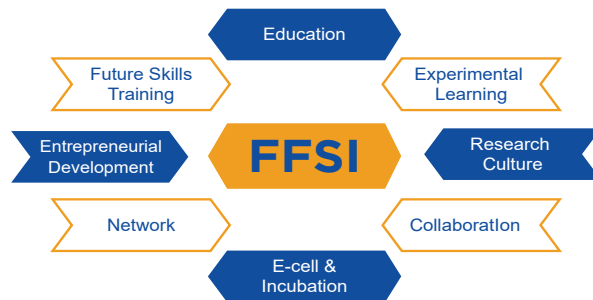 Education
Future Skills
Training
Experimental
Learning
Entrepreneurial
Development
FFSI
Research
Culture
Network
CollaboratIon
E-cell &
Incubation